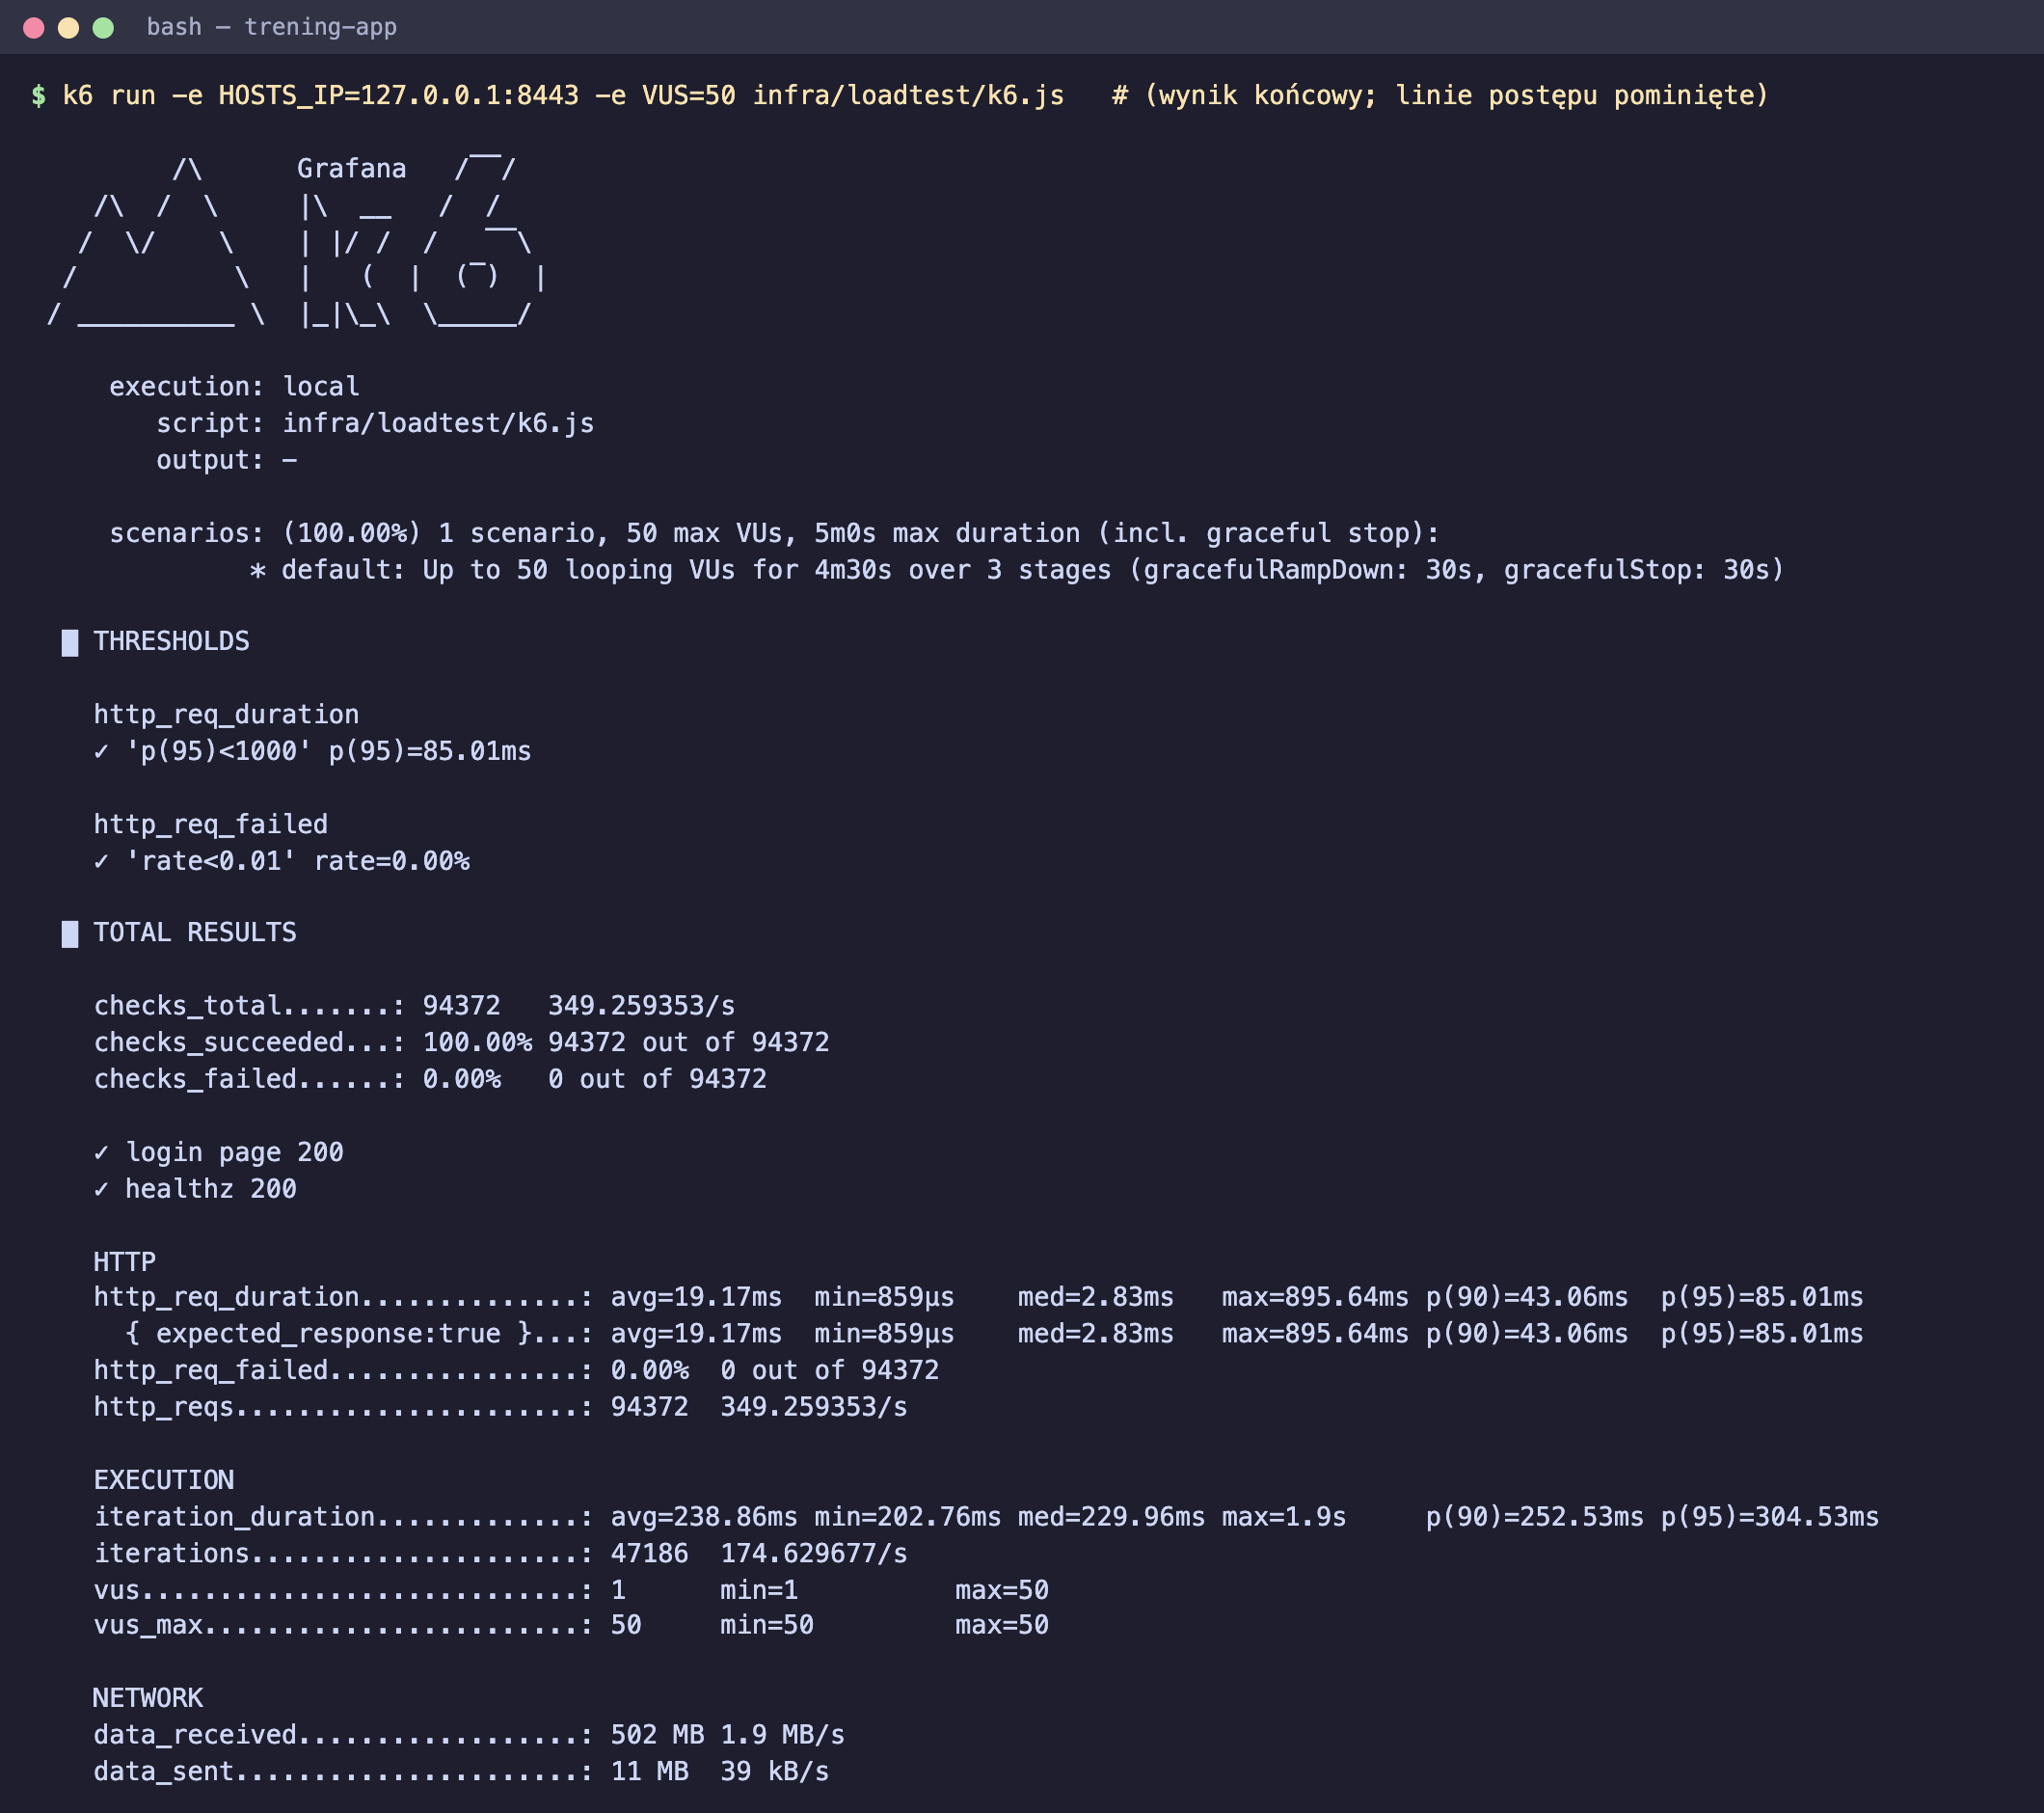 bash — trening-app
$ k6 run -e HOSTS_IP=127.0.0.1:8443 -e VUS=50 infra/loadtest/k6.js   # (wynik końcowy; linie postępu pominięte)
         /\      Grafana   /‾‾/
    /\  /  \     |\  __   /  /
   /  \/    \    | |/ /  /   ‾‾\
  /          \   |   (  |  (‾)  |
 / __________ \  |_|\_\  \_____/
     execution: local
        script: infra/loadtest/k6.js
        output: -
     scenarios: (100.00%) 1 scenario, 50 max VUs, 5m0s max duration (incl. graceful stop):
              * default: Up to 50 looping VUs for 4m30s over 3 stages (gracefulRampDown: 30s, gracefulStop: 30s)
  █ THRESHOLDS
    http_req_duration
    ✓ 'p(95)<1000' p(95)=85.01ms
    http_req_failed
    ✓ 'rate<0.01' rate=0.00%
  █ TOTAL RESULTS
    checks_total.......: 94372   349.259353/s
    checks_succeeded...: 100.00% 94372 out of 94372
    checks_failed......: 0.00%   0 out of 94372
    ✓ login page 200
    ✓ healthz 200
    HTTP
    http_req_duration..............: avg=19.17ms  min=859µs    med=2.83ms   max=895.64ms p(90)=43.06ms  p(95)=85.01ms
      { expected_response:true }...: avg=19.17ms  min=859µs    med=2.83ms   max=895.64ms p(90)=43.06ms  p(95)=85.01ms
    http_req_failed................: 0.00%  0 out of 94372
    http_reqs......................: 94372  349.259353/s
    EXECUTION
    iteration_duration.............: avg=238.86ms min=202.76ms med=229.96ms max=1.9s     p(90)=252.53ms p(95)=304.53ms
    iterations.....................: 47186  174.629677/s
    vus............................: 1      min=1          max=50
    vus_max........................: 50     min=50         max=50
    NETWORK
    data_received..................: 502 MB 1.9 MB/s
    data_sent......................: 11 MB  39 kB/s